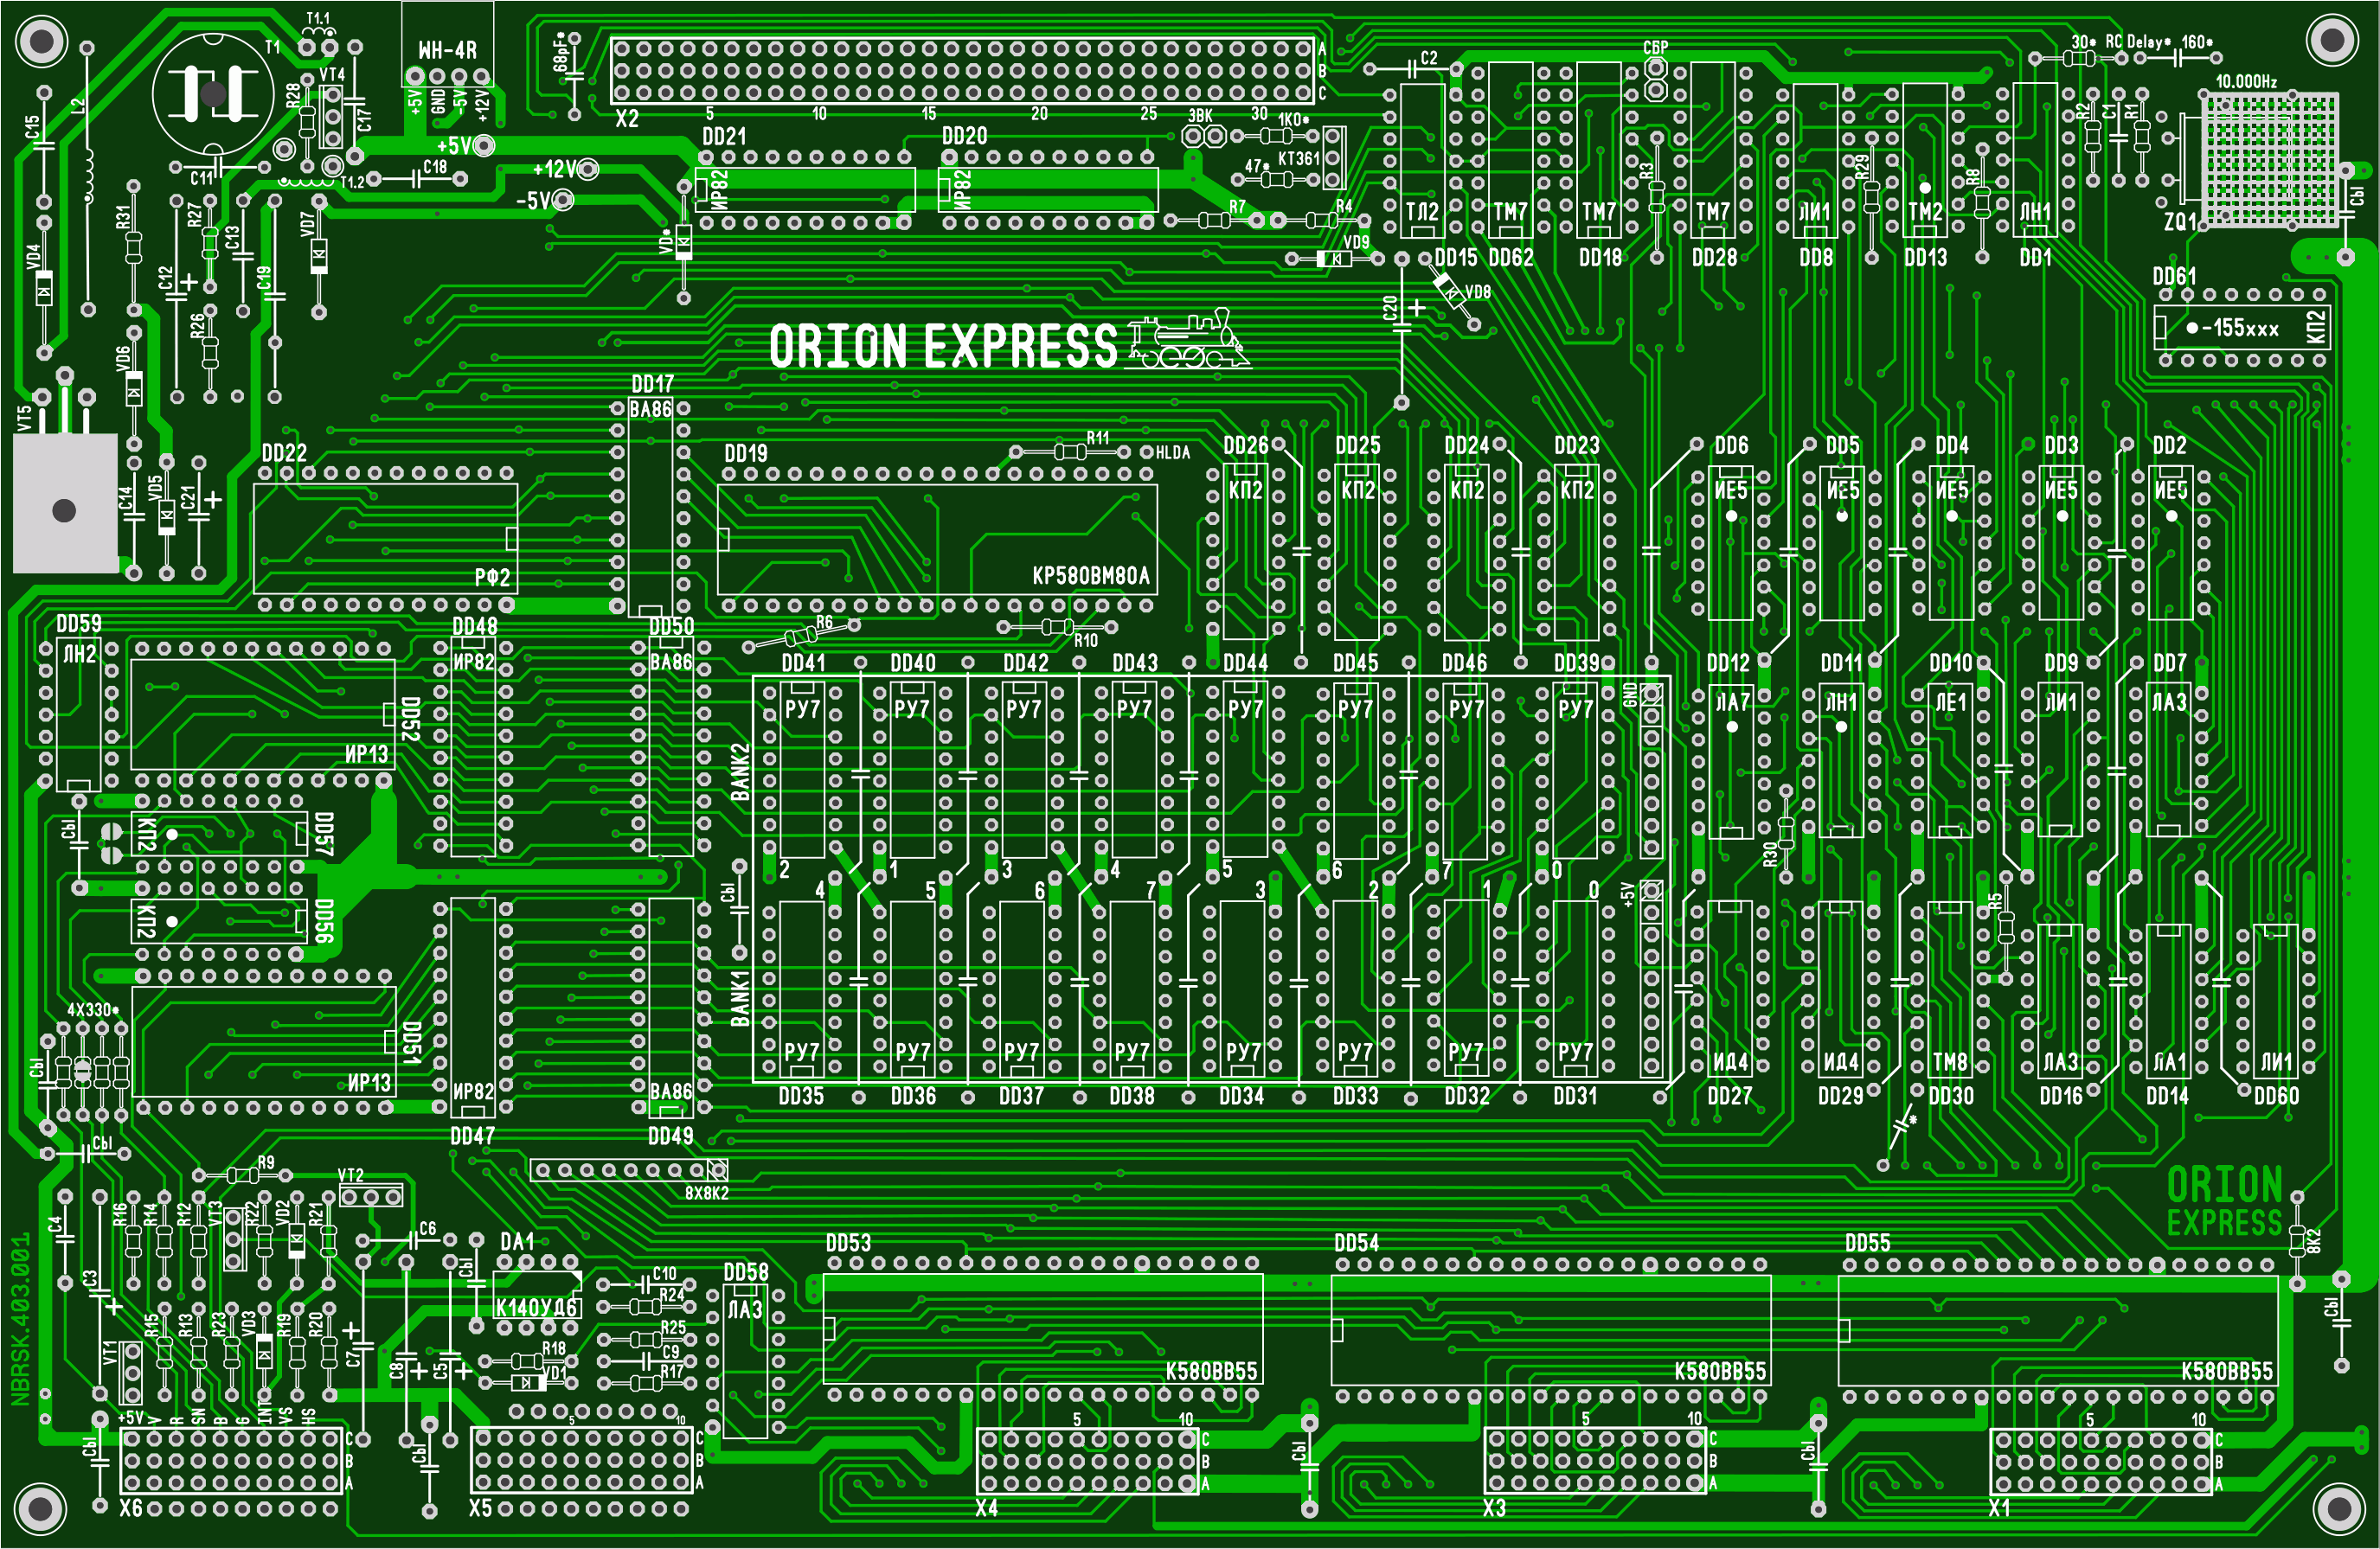 T1.1
T1
WH-4R
68pF*
A
B
C
X2
5
10
15
20
25
30
C2
СБР
30* RC Delay* 160*
10.000Hz
L2
R28
VT4
C17
+5V
GND
-5V
+12V
C15
C11
T1.2
C18
+5V
+12V
-5V
DD21
DD20
ИР82
ИР82
ЗВК
1K0*
47*
КТ361
R7
R4
VD9
VD*
ТЛ2
ТМ7
ТМ7
ТМ7
ЛИ1
ТМ2
ЛН1
R3
R29
R8
R2
C1
R1
ZQ1
CЫ
DD15
DD62
DD18
DD28
DD8
DD13
DD1
DD61
-155xxx
КП2
VD4
R31
R27
C13
C12
C19
VD7
R26
VD6
VD8
C20
ORION EXPRESS
VT5
DD17
ВА86
DD22
РФ2
DD19
R11
HLDA
КР580ВМ80А
C14
VD5
C21
DD26
DD25
DD24
DD23
DD6
DD5
DD4
DD3
DD2
КП2
КП2
КП2
КП2
ИЕ5
ИЕ5
ИЕ5
ИЕ5
ИЕ5
R6
R10
DD59
ЛН2
DD48
ИР82
DD50
ВА86
DD52
ИР13
DD41
DD40
DD42
DD43
DD44
DD45
DD46
DD39
DD12
DD11
DD10
DD9
DD7
РУ7
РУ7
РУ7
РУ7
РУ7
РУ7
РУ7
РУ7
GND
ЛА7
ЛН1
ЛЕ1
ЛИ1
ЛА3
BANK2
2
1
3
4
5
6
7
0
CЫ
КП2
DD57
КП2
DD56
R30
CЫ
4
5
6
7
3
2
1
0
+5V
R5
BANK1
4X330*
CЫ
DD51
ИР13
ИР82
ВА86
DD47
DD49
РУ7
РУ7
РУ7
РУ7
РУ7
РУ7
РУ7
РУ7
ИД4
ИД4
ТМ8
ЛА3
ЛА1
ЛИ1
DD35
DD36
DD37
DD38
DD34
DD33
DD32
DD31
DD27
DD29
DD30
DD16
DD14
DD60
*
CЫ
R9
VT2
8X8K2
ORION
EXPRESS
8K2
C4
R16
R14
R12
VT3
R22
VD2
R21
C6
CЫ
DA1
К140УД6
C3
R15
R13
R23
VD3
R19
R20
VT1
C7
C8
C5
R18
VD1
C10
R24
R25
C9
R17
DD58
ЛА3
DD53
К580ВВ55
DD54
К580ВВ55
DD55
К580ВВ55
CЫ
NBRSK.403.001
+5V
V
R
SN
B
G
INT
VS
HS
CЫ
C
B
A
X6
CЫ
5
10
C
B
A
X5
5
10
C
B
A
X4
CЫ
5
10
C
B
A
X3
CЫ
5
10
C
B
A
X1